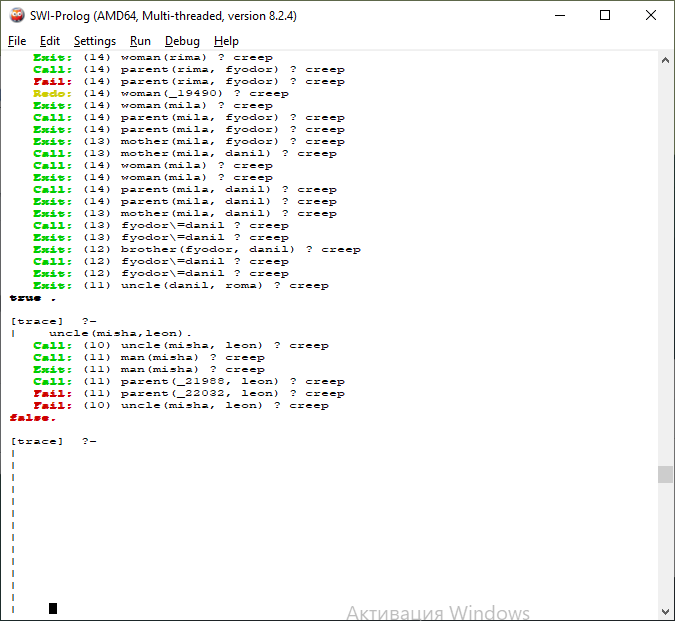 SWI-Prolog (AMD64, Multi-threaded, version 8.2.4)
File Edit Settings Run Debug Help
Exit: (14) woman(rima) ? creep
Call: (14) parent(rima, fyodor) ? creep
Fail: (14) parent(rima, fyodor) ? creep
Redo: (14) woman(_19490) ? creep
Exit: (14) woman(mila) ? creep
Call: (14) parent(mila, fyodor) ? creep
Exit: (14) parent(mila, fyodor) ? creep
Exit: (13) mother(mila, fyodor) ? creep
Call: (13) mother(mila, danil) ? creep
Call: (14) woman(mila) ? creep
Exit: (14) woman(mila) ? creep
Call: (14) parent(mila, danil) ? creep
Exit: (14) parent(mila, danil) ? creep
Exit: (13) mother(mila, danil) ? creep
Call: (13) fyodor\=danil ? creep
Exit: (13) fyodor\=danil ? creep
Exit: (12) brother(fyodor, danil) ? creep
Call: (12) fyodor\=danil ? creep
Exit: (12) fyodor\=danil ? creep
Exit: (11) uncle(danil, roma) ? creep
true .
[trace] ?-
| uncle(misha,leon).
Call: (10) uncle(misha, leon) ? creep
Call: (11) man(misha) ? creep
Exit: (11) man(misha) ? creep
Call: (11) parent(_21988, leon) ? creep
Fail: (11) parent(_22032, leon) ? creep
Fail: (10) uncle(misha, leon) ? creep
false.
[trace] ?-
|
|
|
|
|
|
|
|
|
|
|
|
|
|
Активация Windows